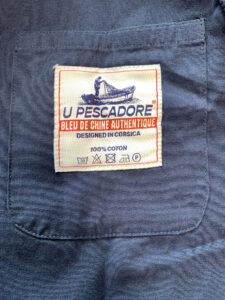 U PESCADORE
BLEU DE CHINE AUTHENTIQUE
DESIGNED IN CORSICA
100% COTON
P